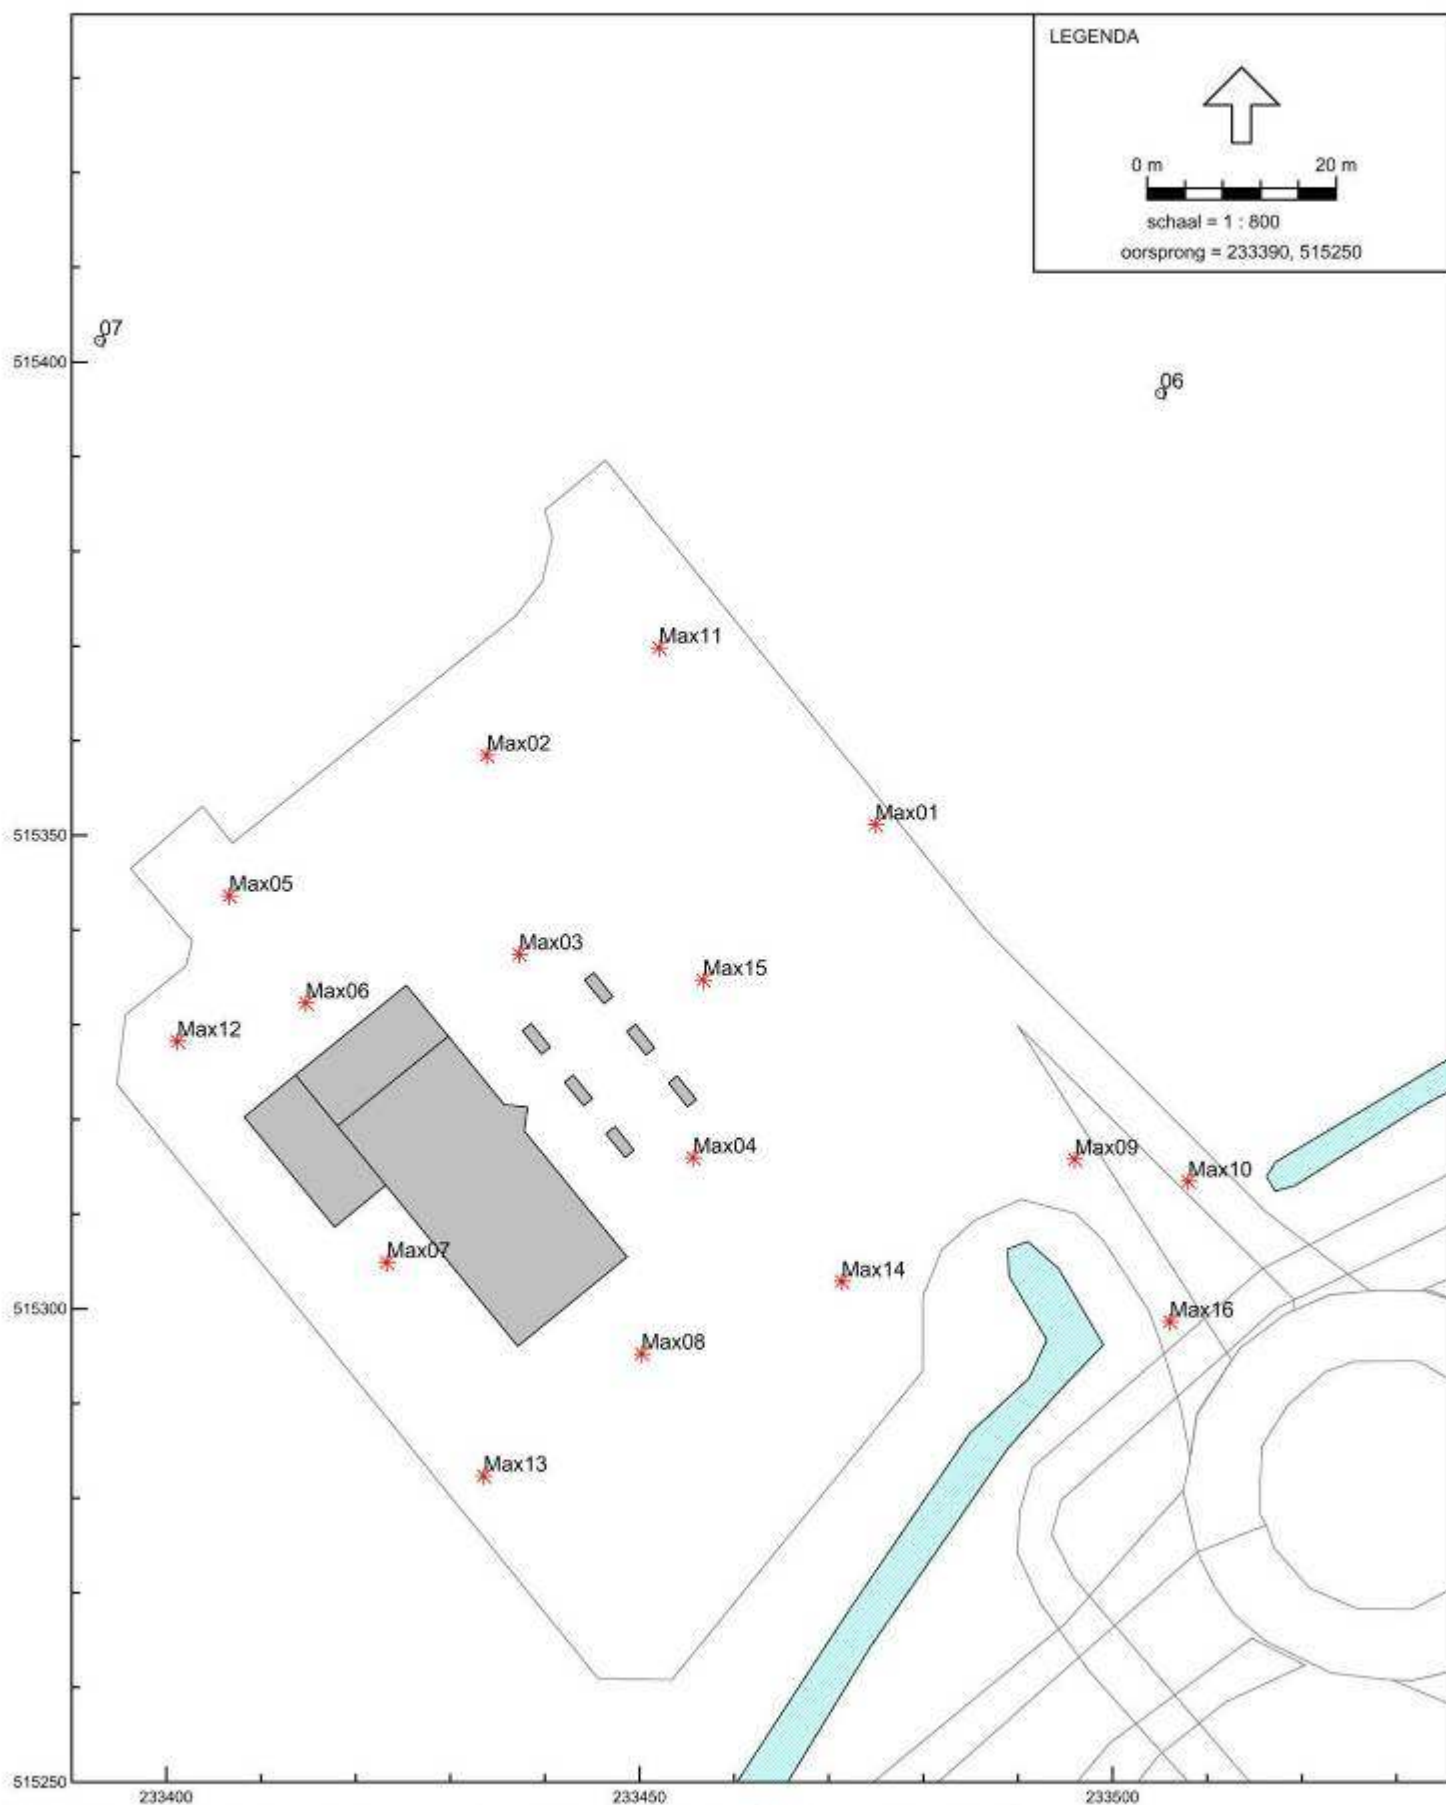 LEGENDA
0 m 20 m
schaal = 1 : 800
oorsprong = 233390, 515250
07
515400
06
Max11
Max02
Max01
515350
Max05
Max03
Max15
Max06
Max12
Max04
Max09
Max10
Max07
Max14
515300
Max16
Max08
Max13
515250
233400 233450 233500